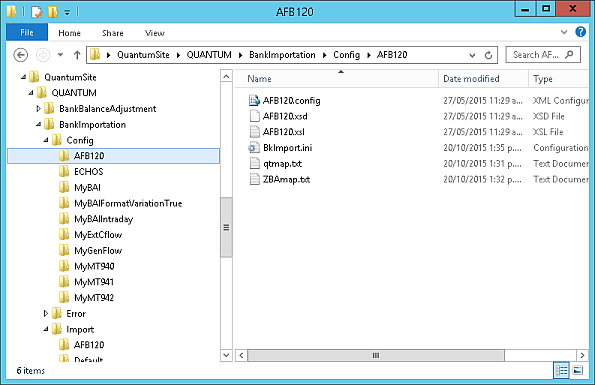 AFB120
File Home Share View
QuantumSite QUANTUM BankImportation Config AFB120 Search AF...
QuantumSite
QUANTUM
BankBalanceAdjustment
BankImportation
Config
AFB120
ECHOS
MyBAI
MyBAIFormatVariationTrue
MyBAIIntraday
MyExtCflow
MyGenFlow
MyMT940
MyMT941
MyMT942
Error
Import
AFB120
Default
Name Date modified Type
AFB120.config 27/05/2015 11:29 a... XML Configur
AFB120.xsd 27/05/2015 11:29 a... XSD File
AFB120.xsl 27/05/2015 11:29 a... XSL File
BkImport.ini 20/10/2015 1:35 p.... Configuration
qtmap.txt 20/10/2015 1:31 p.... Text Documen
ZBAmap.txt 20/10/2015 1:32 p.... Text Documen
6 items